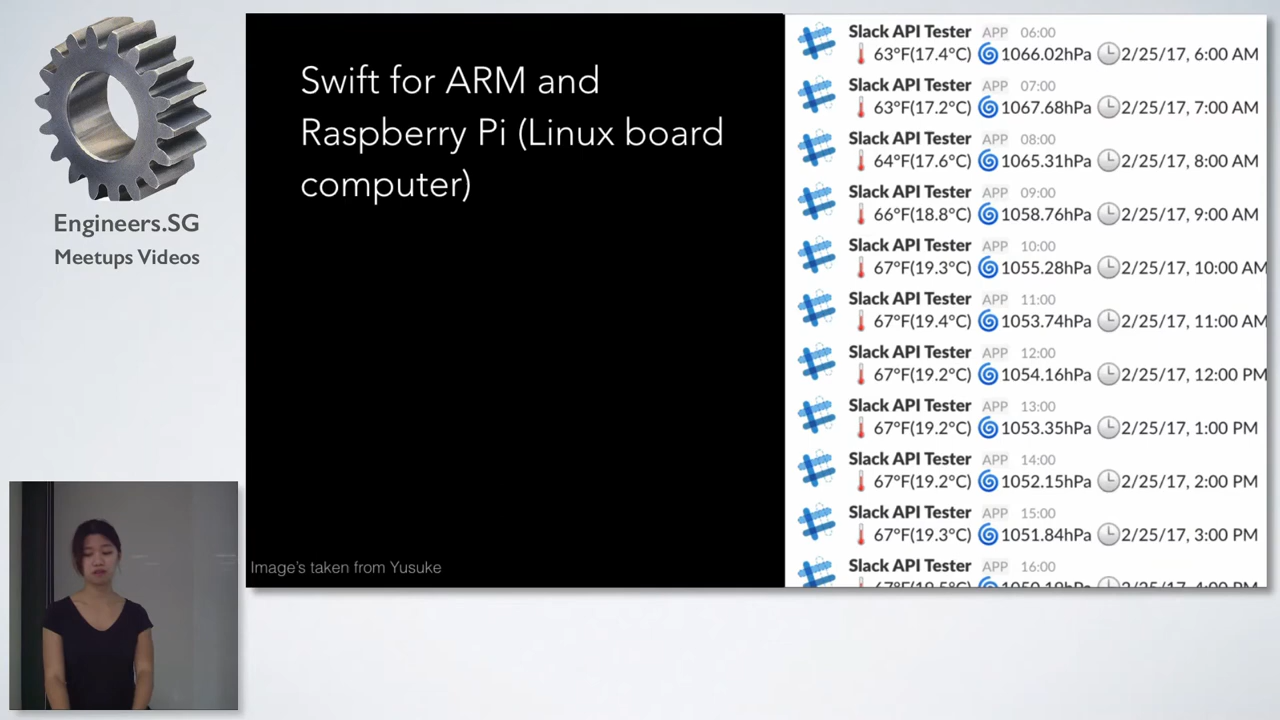 Engineers.SG
Meetups Videos
Swift for ARM and
Raspberry Pi (Linux board
computer)
Image's taken from Yusuke
Slack API Tester APP 06:00
63°F(17.4°C) 1066.02hPa 2/25/17, 6:00 AM
Slack API Tester APP 07:00
63°F(17.2°C) 1067.68hPa 2/25/17, 7:00 AM
Slack API Tester APP 08:00
64°F(17.6°C) 1065.31hPa 2/25/17, 8:00 AM
Slack API Tester APP 09:00
66°F(18.8°C) 1058.76hPa 2/25/17, 9:00 AM
Slack API Tester APP 10:00
67°F(19.3°C) 1055.28hPa 2/25/17, 10:00 AM
Slack API Tester APP 11:00
67°F(19.4°C) 1053.74hPa 2/25/17, 11:00 AM
Slack API Tester APP 12:00
67°F(19.2°C) 1054.16hPa 2/25/17, 12:00 PM
Slack API Tester APP 13:00
67°F(19.2°C) 1053.35hPa 2/25/17, 1:00 PM
Slack API Tester APP 14:00
67°F(19.2°C) 1052.15hPa 2/25/17, 2:00 PM
Slack API Tester APP 15:00
67°F(19.3°C) 1051.84hPa 2/25/17, 3:00 PM
Slack API Tester APP 16:00